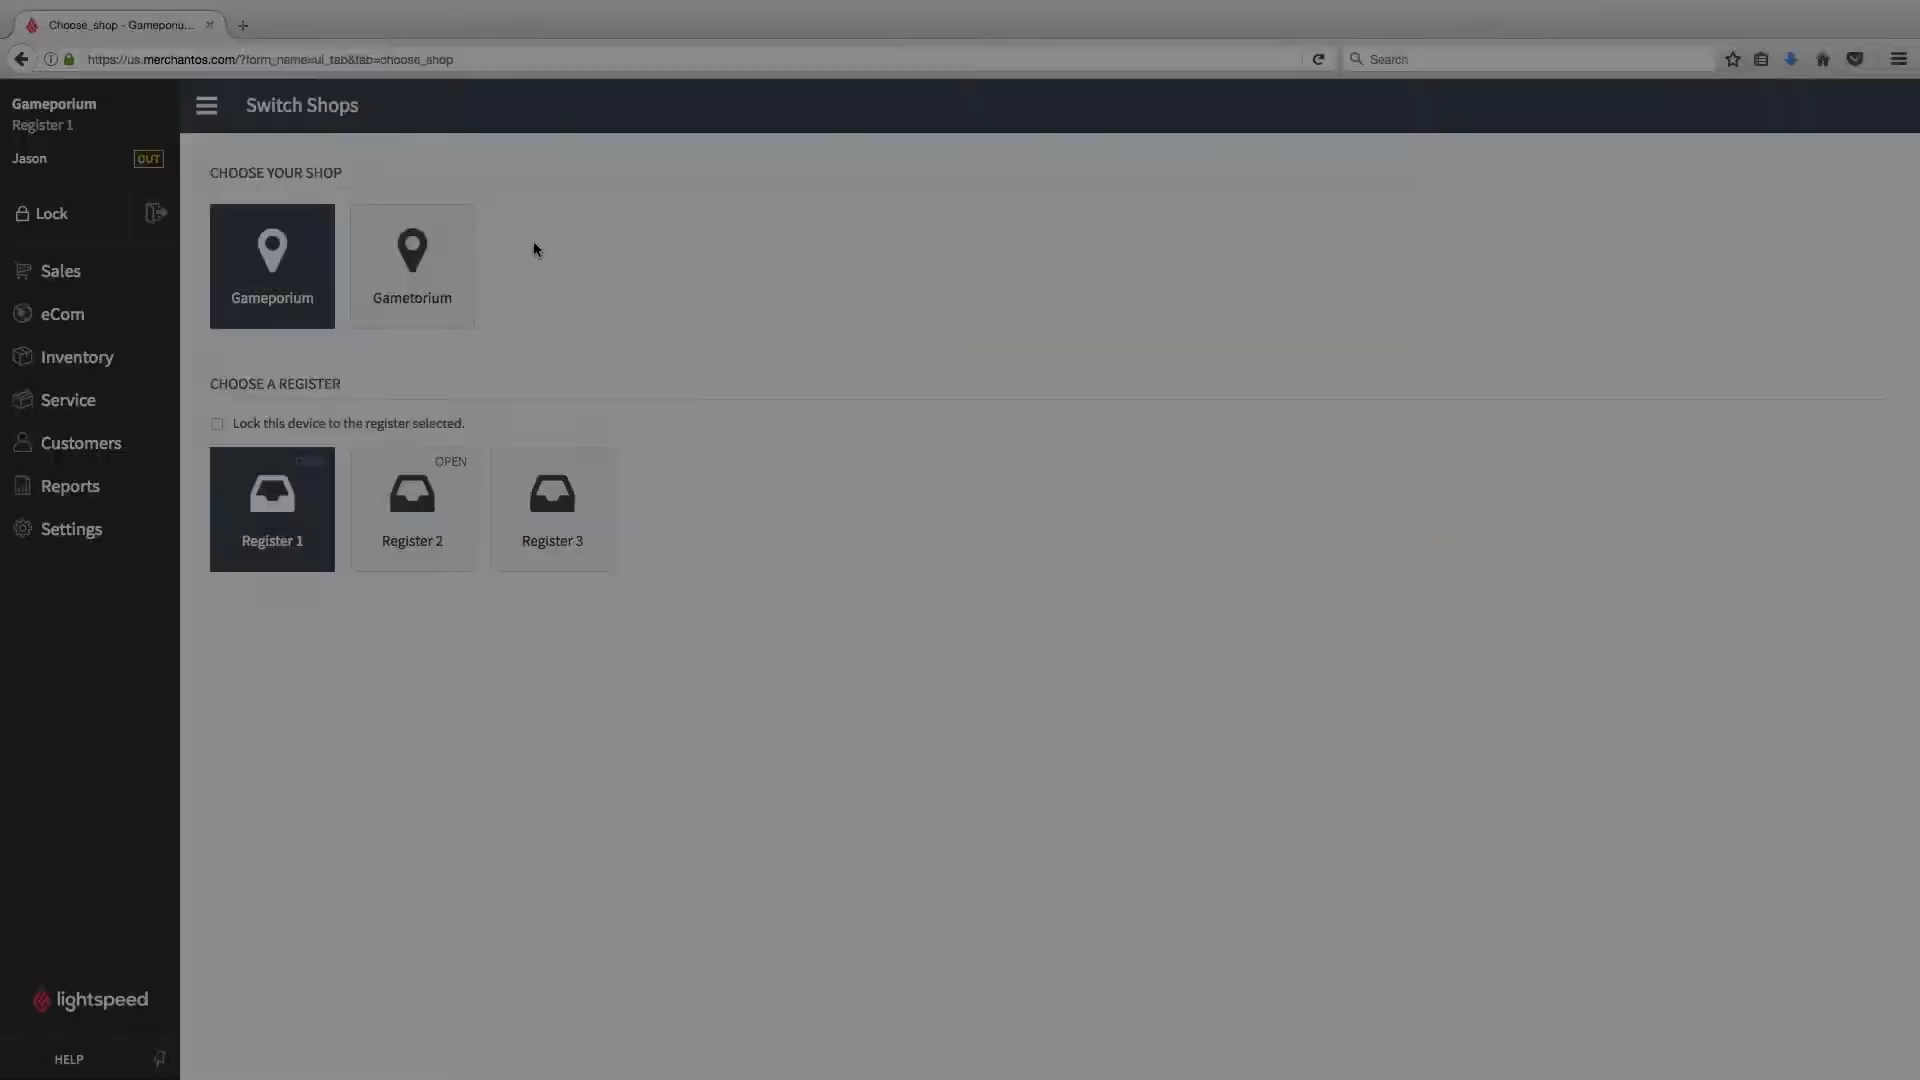 Choose_shop - Gameporiu...
https://us.merchantos.com/?form_name=ui_tab&tab=choose_shop
Search
Gameporium
Register 1
Jason
OUT
Lock
Sales
eCom
Inventory
Service
Customers
Reports
Settings
lightspeed
HELP
Switch Shops
CHOOSE YOUR SHOP
Gameporium
Gametorium
CHOOSE A REGISTER
Lock this device to the register selected.
OPEN
OPEN
Register 1
Register 2
Register 3